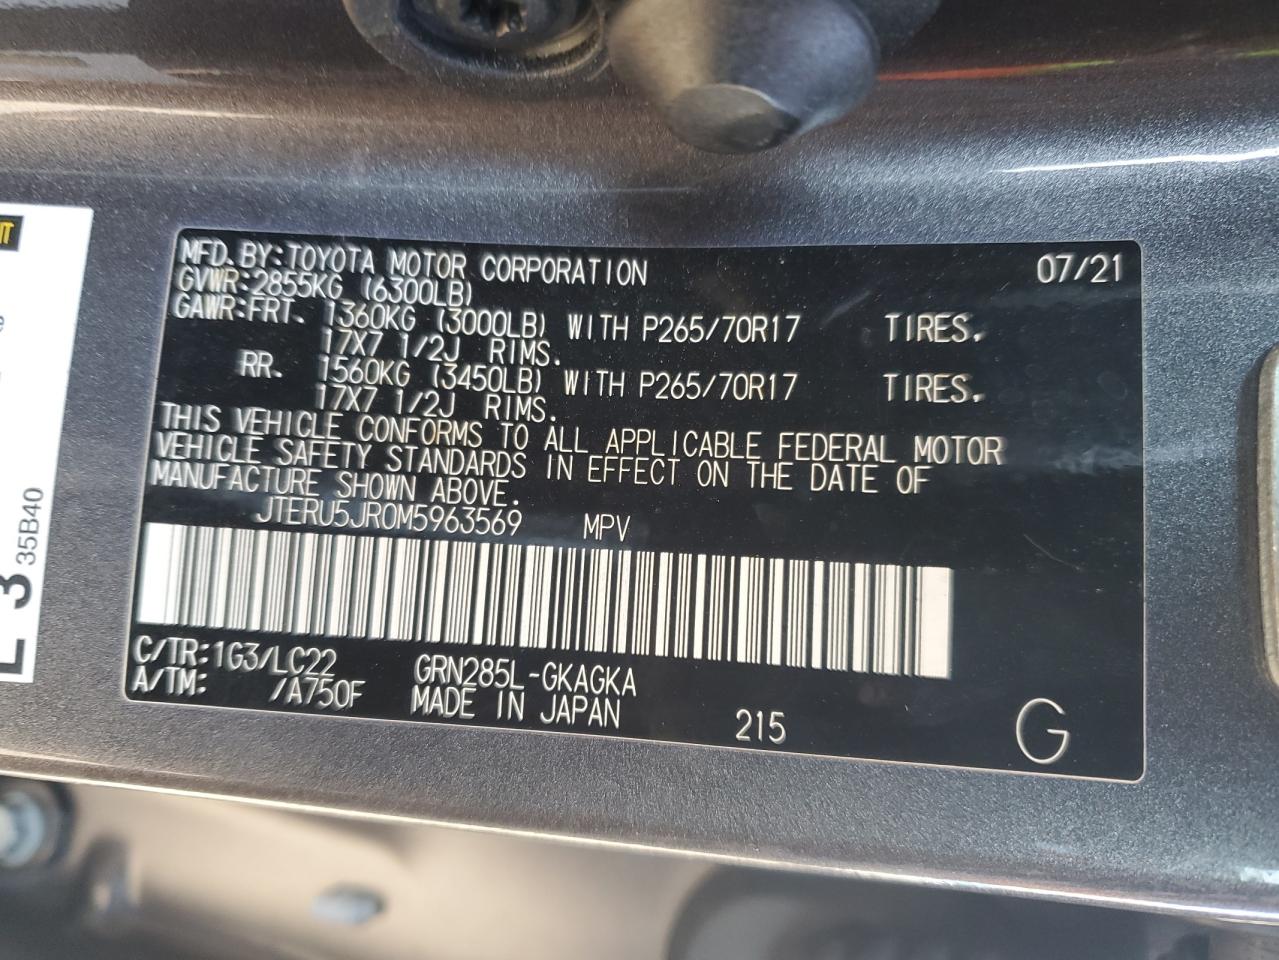 MFD.BY:TOYOTA MOTOR CORPORATION 07/21
GVWR:2855KG (6300LB)
GAWR:FRT. 1360KG (3000LB) WITH P265/70R17 TIRES.
17X7 1/2J RIMS.
RR. 1560KG (3450LB) WITH P265/70R17 TIRES.
17X7 1/2J RIMS.
THIS VEHICLE CONFORMS TO ALL APPLICABLE FEDERAL MOTOR
VEHICLE SAFETY STANDARDS IN EFFECT ON THE DATE OF
MANUFACTURE SHOWN ABOVE.
JTERU5JR0M5963569 MPV
C/TR:1G3/LC22 GRN285L-GKAGKA
A/TM: /A750F MADE IN JAPAN 215 G
35B40
3